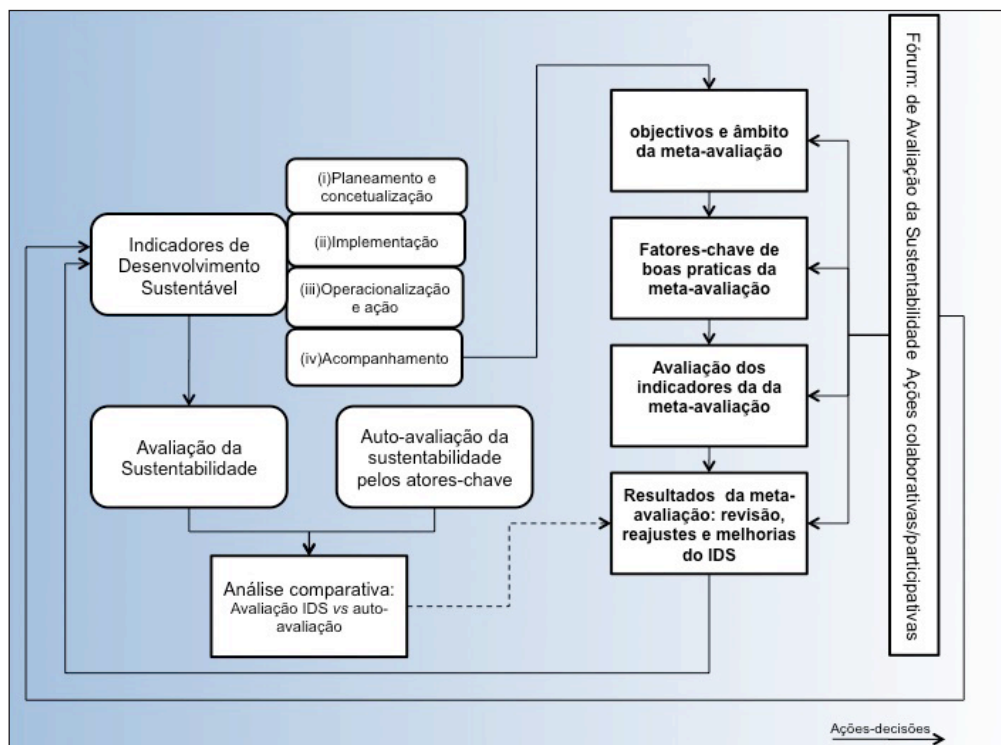 Indicadores de
Desenvolvimento
Sustentável
(i)Planeamento e
concetualização
(ii)Implementação
(iii)Operacionalização
e ação
(iv)Acompanhamento
Avaliação da
Sustentabilidade
Auto-avaliação da
sustentabilidade
pelos atores-chave
Análise comparativa:
Avaliação IDS vs auto-
avaliação
objectivos e âmbito
da meta-avaliação
Fatores-chave de
boas praticas da
meta-avaliação
Avaliação dos
indicadores da da
meta-avaliação
Resultados da meta-
avaliação: revisão,
reajustes e melhorias
do IDS
Fórum: de Avaliação da Sustentabilidade Ações colaborativas/participativas
Ações-decisões